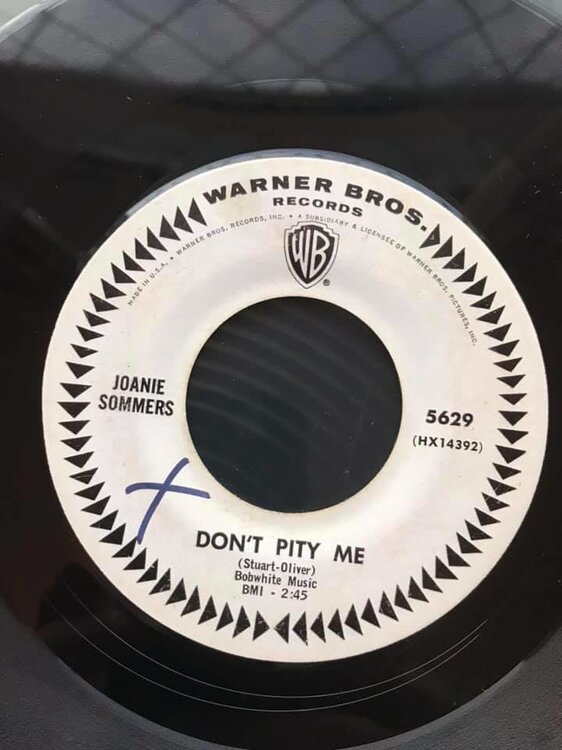 WARNER BROS.
RECORDS
MADE IN U.S.A. • WARNER BROS. RECORDS, INC. • A SUBSIDIARY & LICENSEE OF WARNER BROS. PICTURES, INC.
WB
®
JOANIE
SOMMERS
5629
(HX14392)
DON'T PITY ME
(Stuart-Oliver)
Bobwhite Music
BMI - 2:45